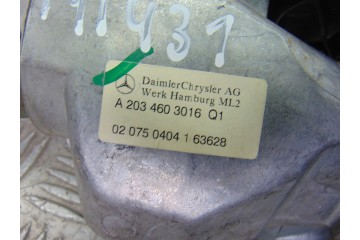 DaimlerChrysler AG
Werk Hamburg ML2
A 203 460 3016 Q1
02 075 0404 1 63628